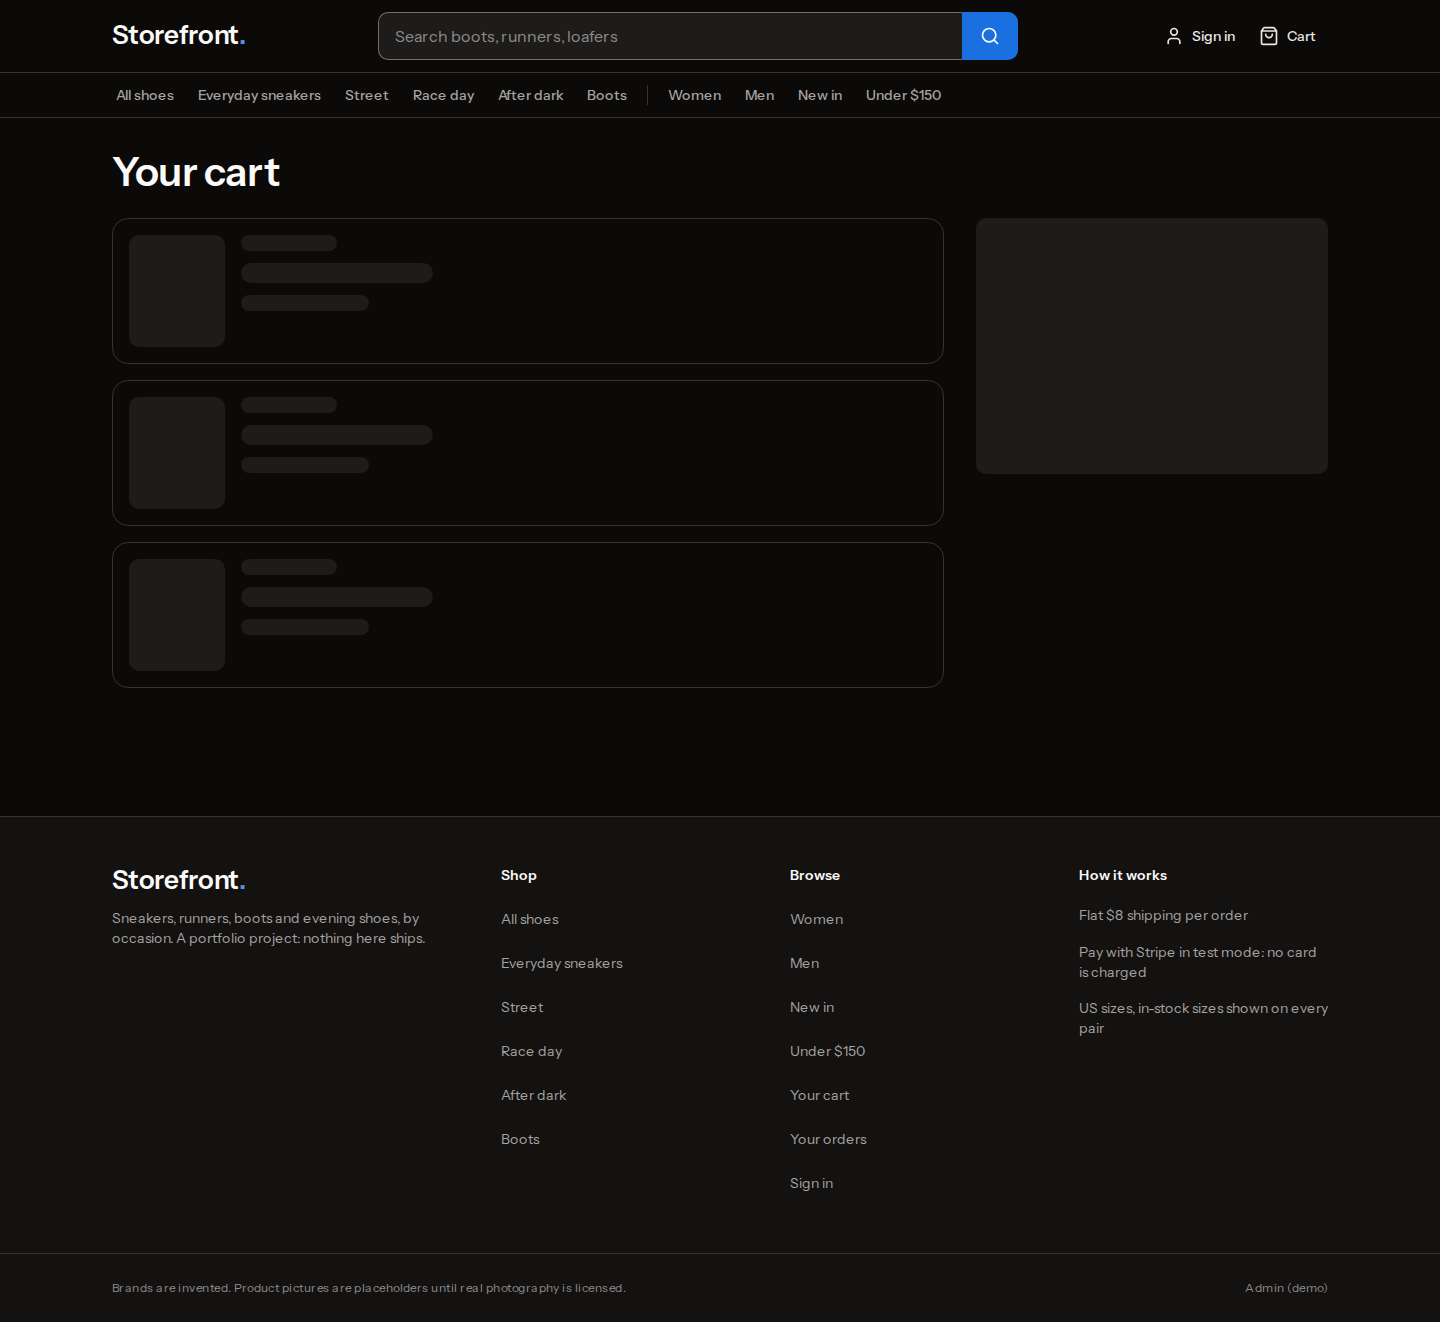 Storefront.
Search boots, runners, loafers
Sign in
Cart
All shoes
Everyday sneakers
Street
Race day
After dark
Boots
Women
Men
New in
Under $150
Your cart
Storefront.
Sneakers, runners, boots and evening shoes, by
occasion. A portfolio project: nothing here ships.
Shop
All shoes
Everyday sneakers
Street
Race day
After dark
Boots
Browse
Women
Men
New in
Under $150
Your cart
Your orders
Sign in
How it works
Flat $8 shipping per order
Pay with Stripe in test mode: no card
is charged
US sizes, in-stock sizes shown on every
pair
Brands are invented. Product pictures are placeholders until real photography is licensed.
Admin (demo)